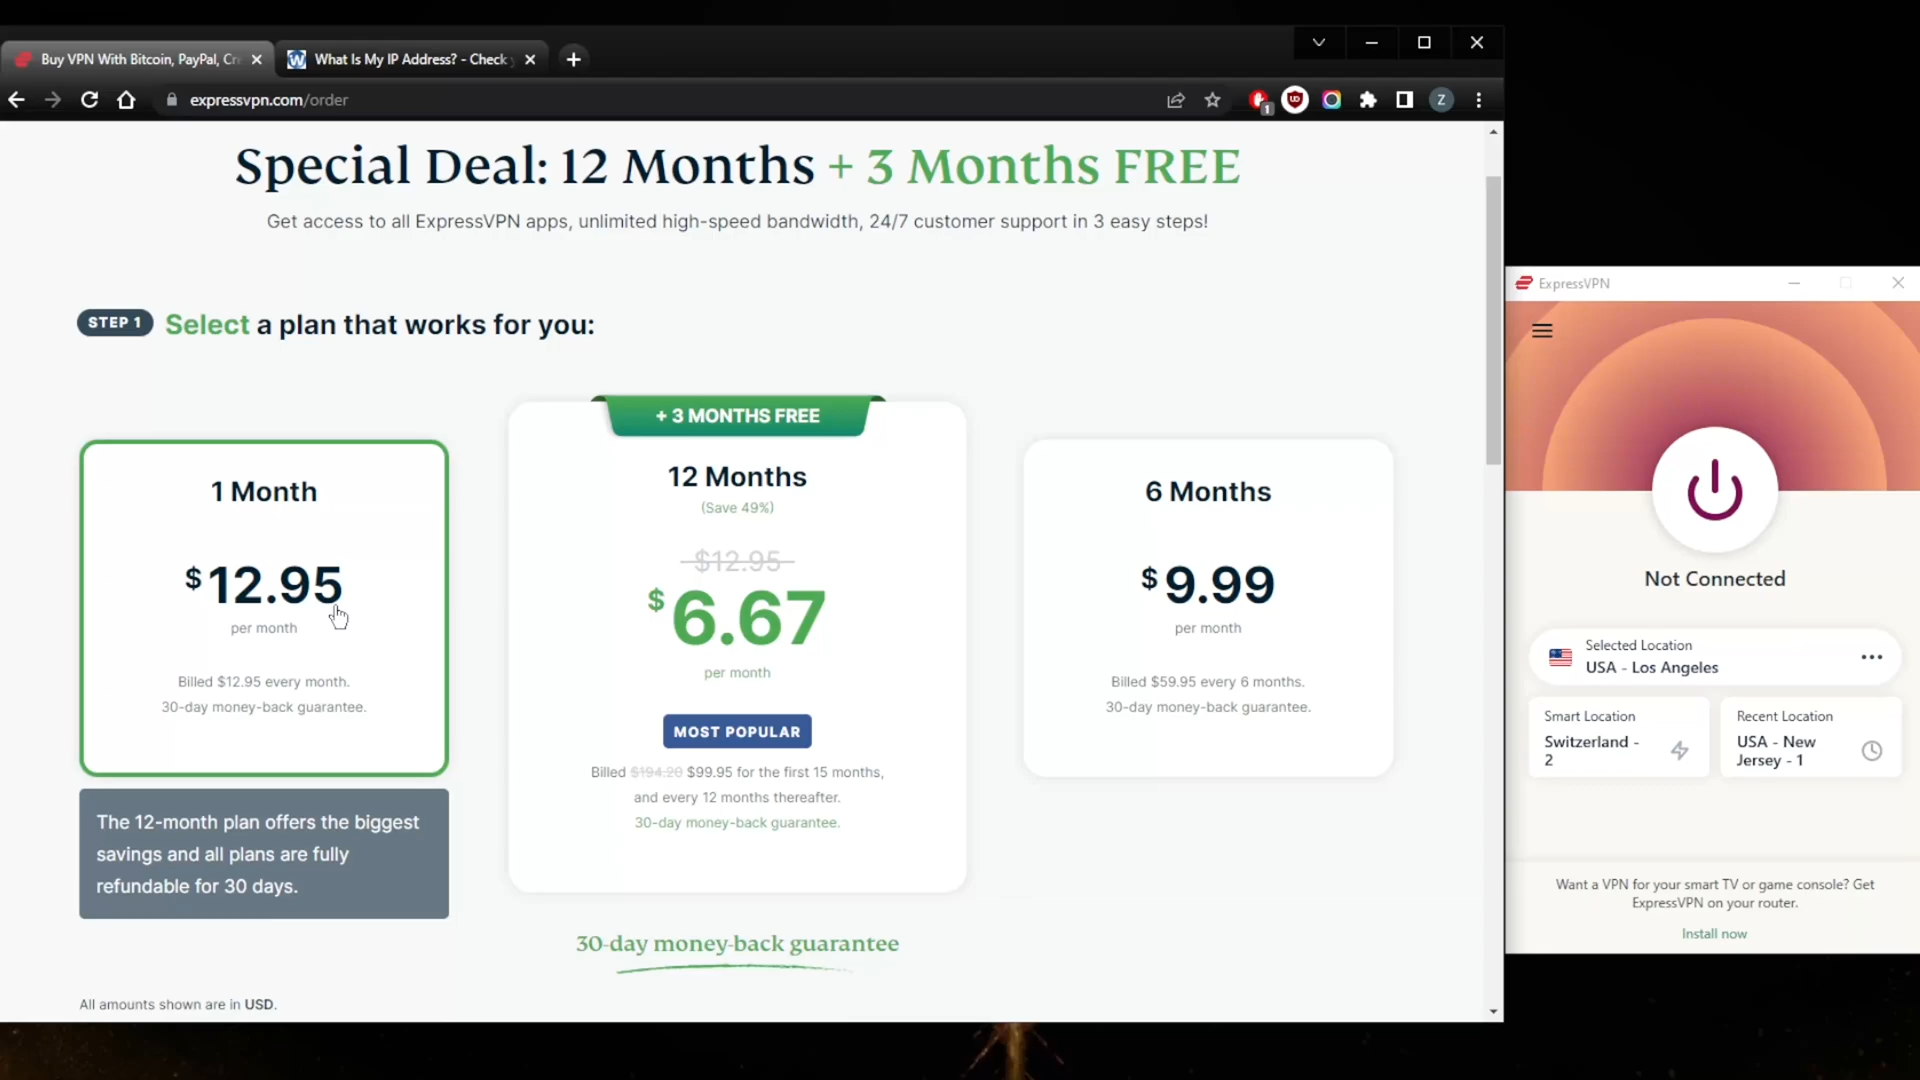 Buy VPN With Bitcoin, PayPal, Cr
What Is My IP Address? - Check y
expressvpn.com/order
1
Z
Special Deal: 12 Months + 3 Months FREE
Get access to all ExpressVPN apps, unlimited high-speed bandwidth, 24/7 customer support in 3 easy steps!
STEP 1 Select a plan that works for you:
1 Month
$12.95
per month
Billed $12.95 every month.
30-day money-back guarantee.
The 12-month plan offers the biggest
savings and all plans are fully
refundable for 30 days.
+ 3 MONTHS FREE
12 Months
(Save 49%)
$12.95
$6.67
per month
MOST POPULAR
Billed $194.20 $99.95 for the first 15 months,
and every 12 months thereafter.
30-day money-back guarantee.
6 Months
$9.99
per month
Billed $59.95 every 6 months.
30-day money-back guarantee.
30-day money-back guarantee
All amounts shown are in USD.
ExpressVPN
Not Connected
Selected Location
USA - Los Angeles
Smart Location
Switzerland -
2
Recent Location
USA - New
Jersey - 1
Want a VPN for your smart TV or game console? Get
ExpressVPN on your router.
Install now